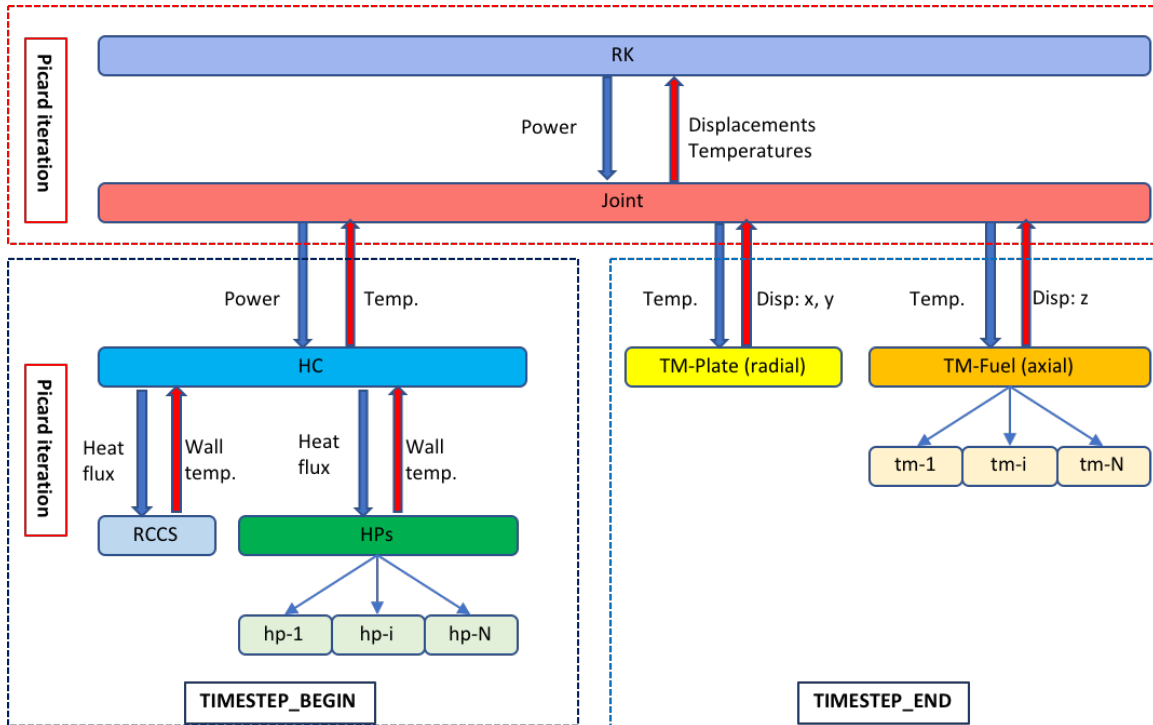 Picard iteration
RK
Power
Displacements
Temperatures
Joint
Power
Temp.
Temp.
Disp: x, y
Temp.
Disp: z
Picard iteration
HC
TM-Plate (radial)
TM-Fuel (axial)
Heat
flux
Wall
temp.
Heat
flux
Wall
temp.
tm-1
tm-i
tm-N
RCCS
HPs
hp-1
hp-i
hp-N
TIMESTEP_BEGIN
TIMESTEP_END